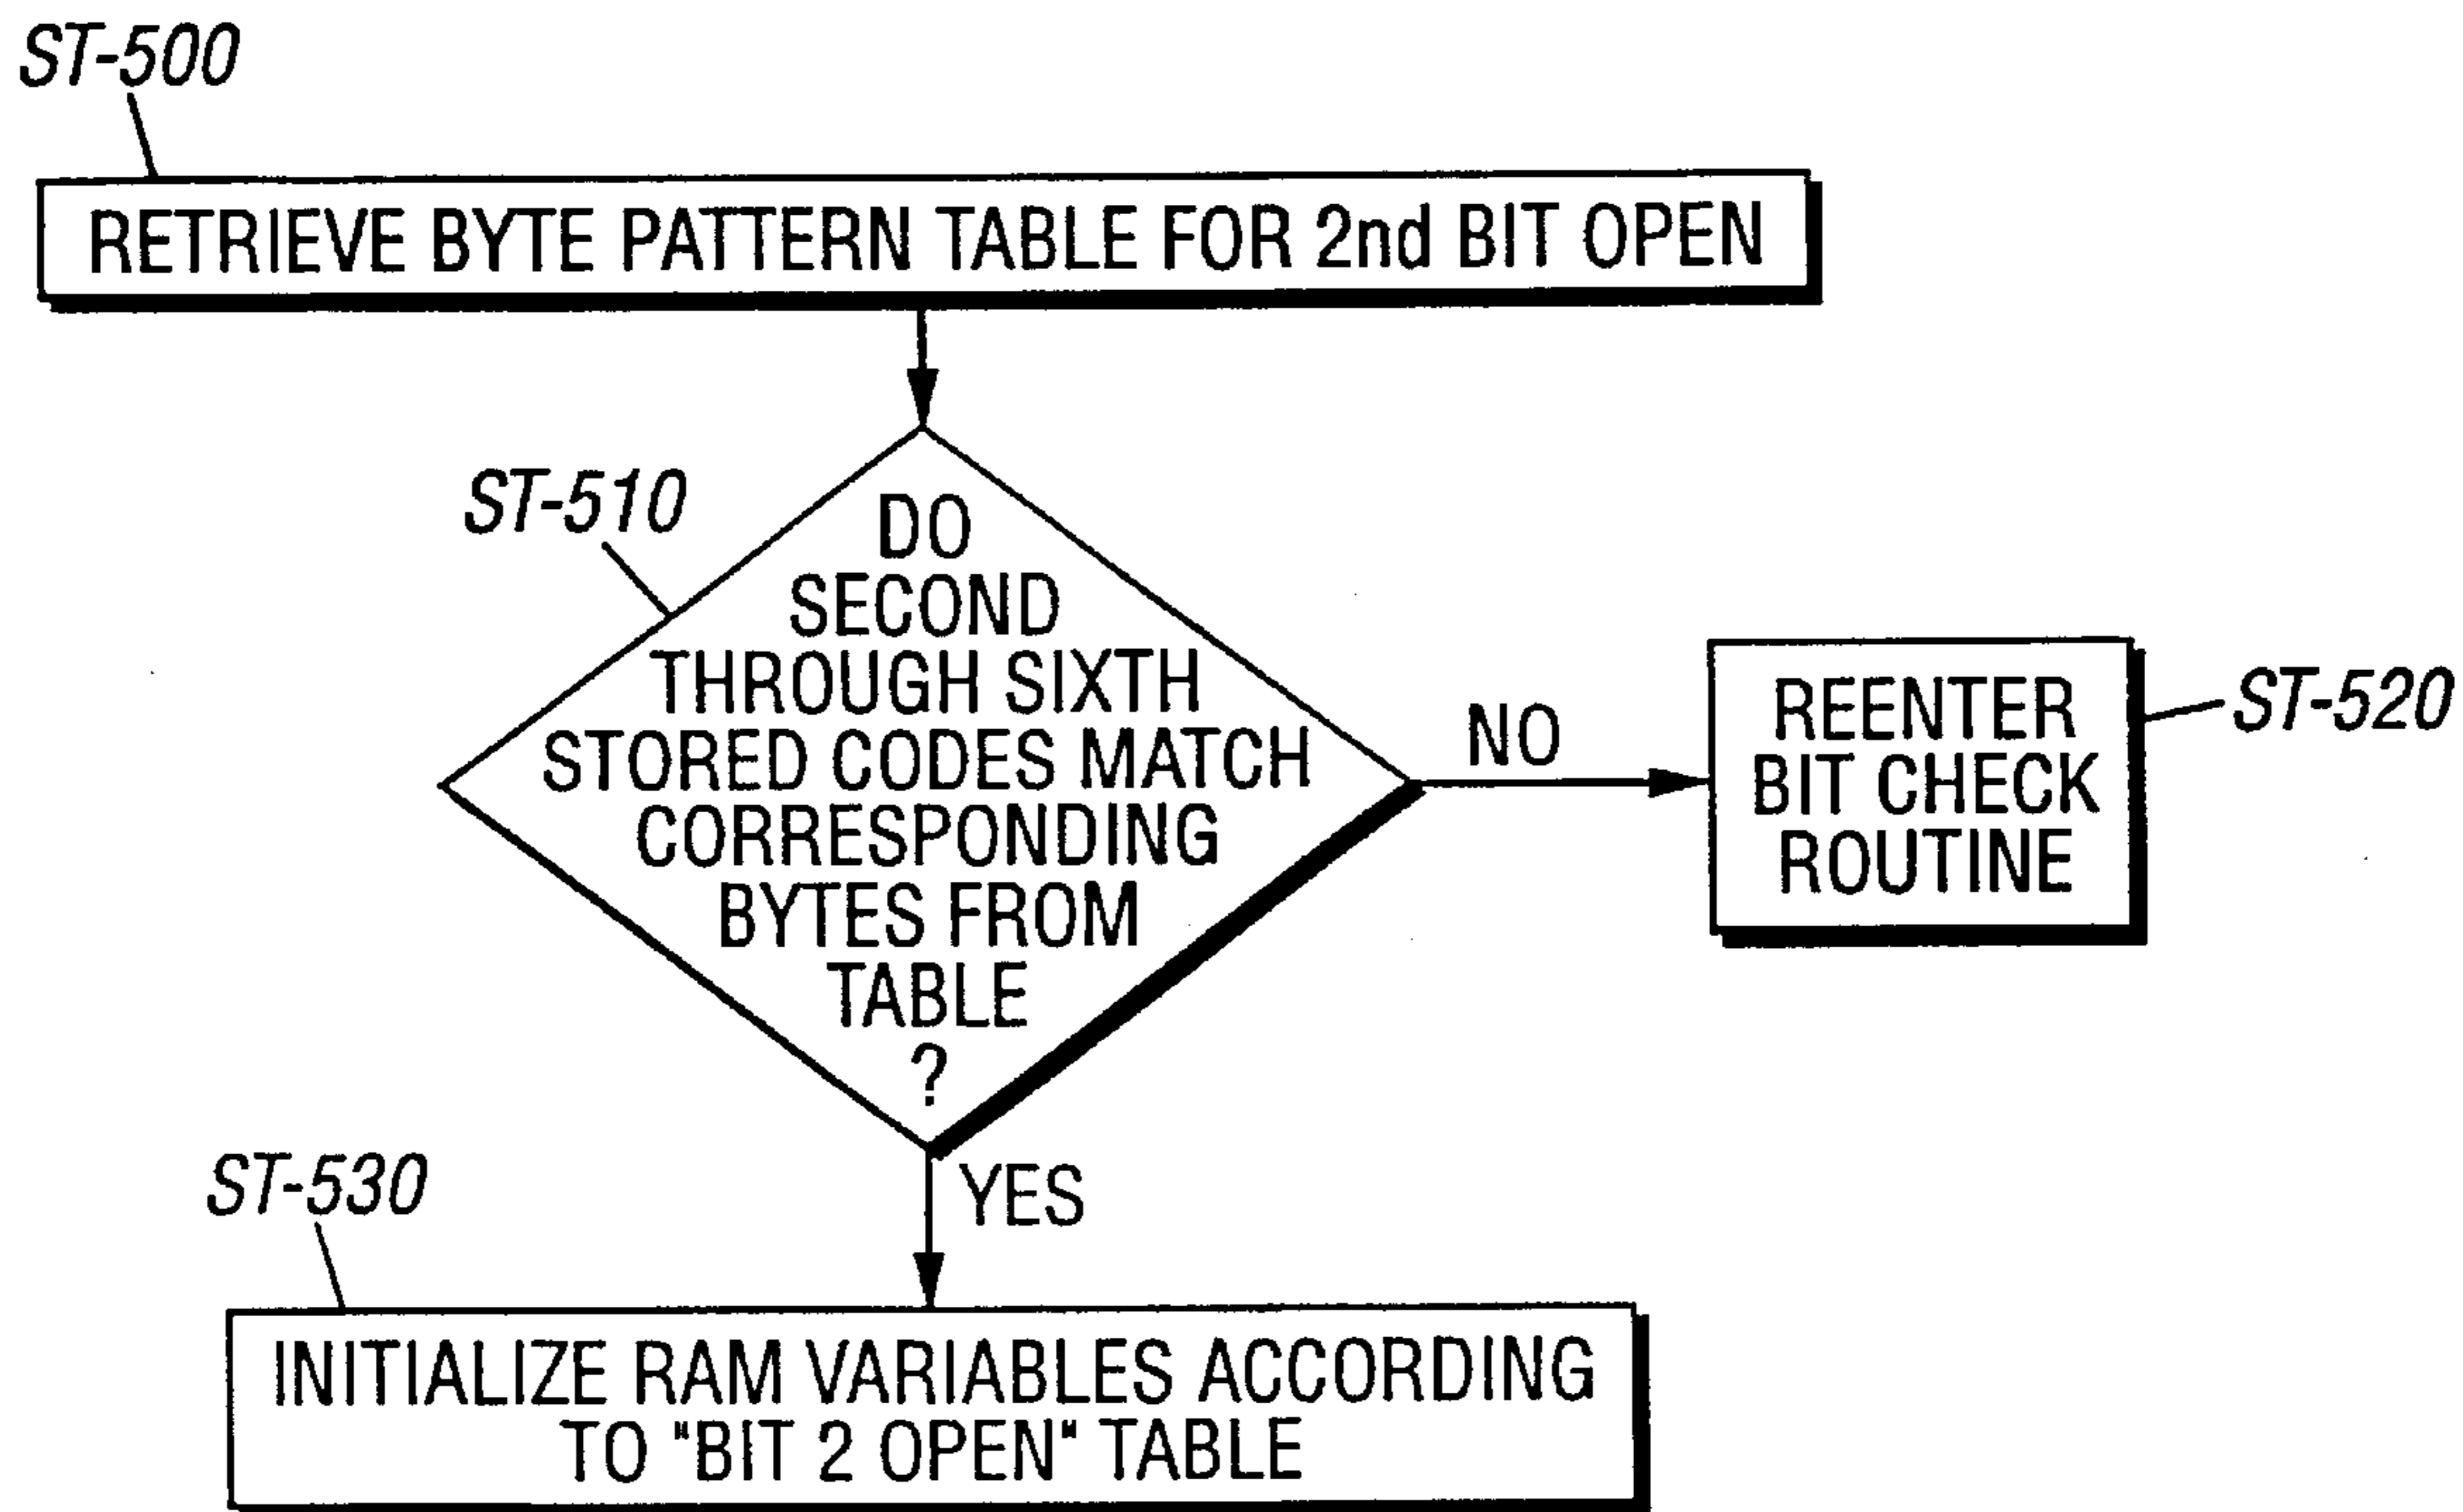 ST-500
RETRIEVE BYTE PATTERN TABLE FOR 2nd BIT OPEN
ST-510
DO
SECOND
THROUGH SIXTH
STORED CODES MATCH
CORRESPONDING
BYTES FROM
TABLE
?
NO
REENTER
BIT CHECK
ROUTINE
ST-520
YES
ST-530
INITIALIZE RAM VARIABLES ACCORDING
TO "BIT 2 OPEN" TABLE